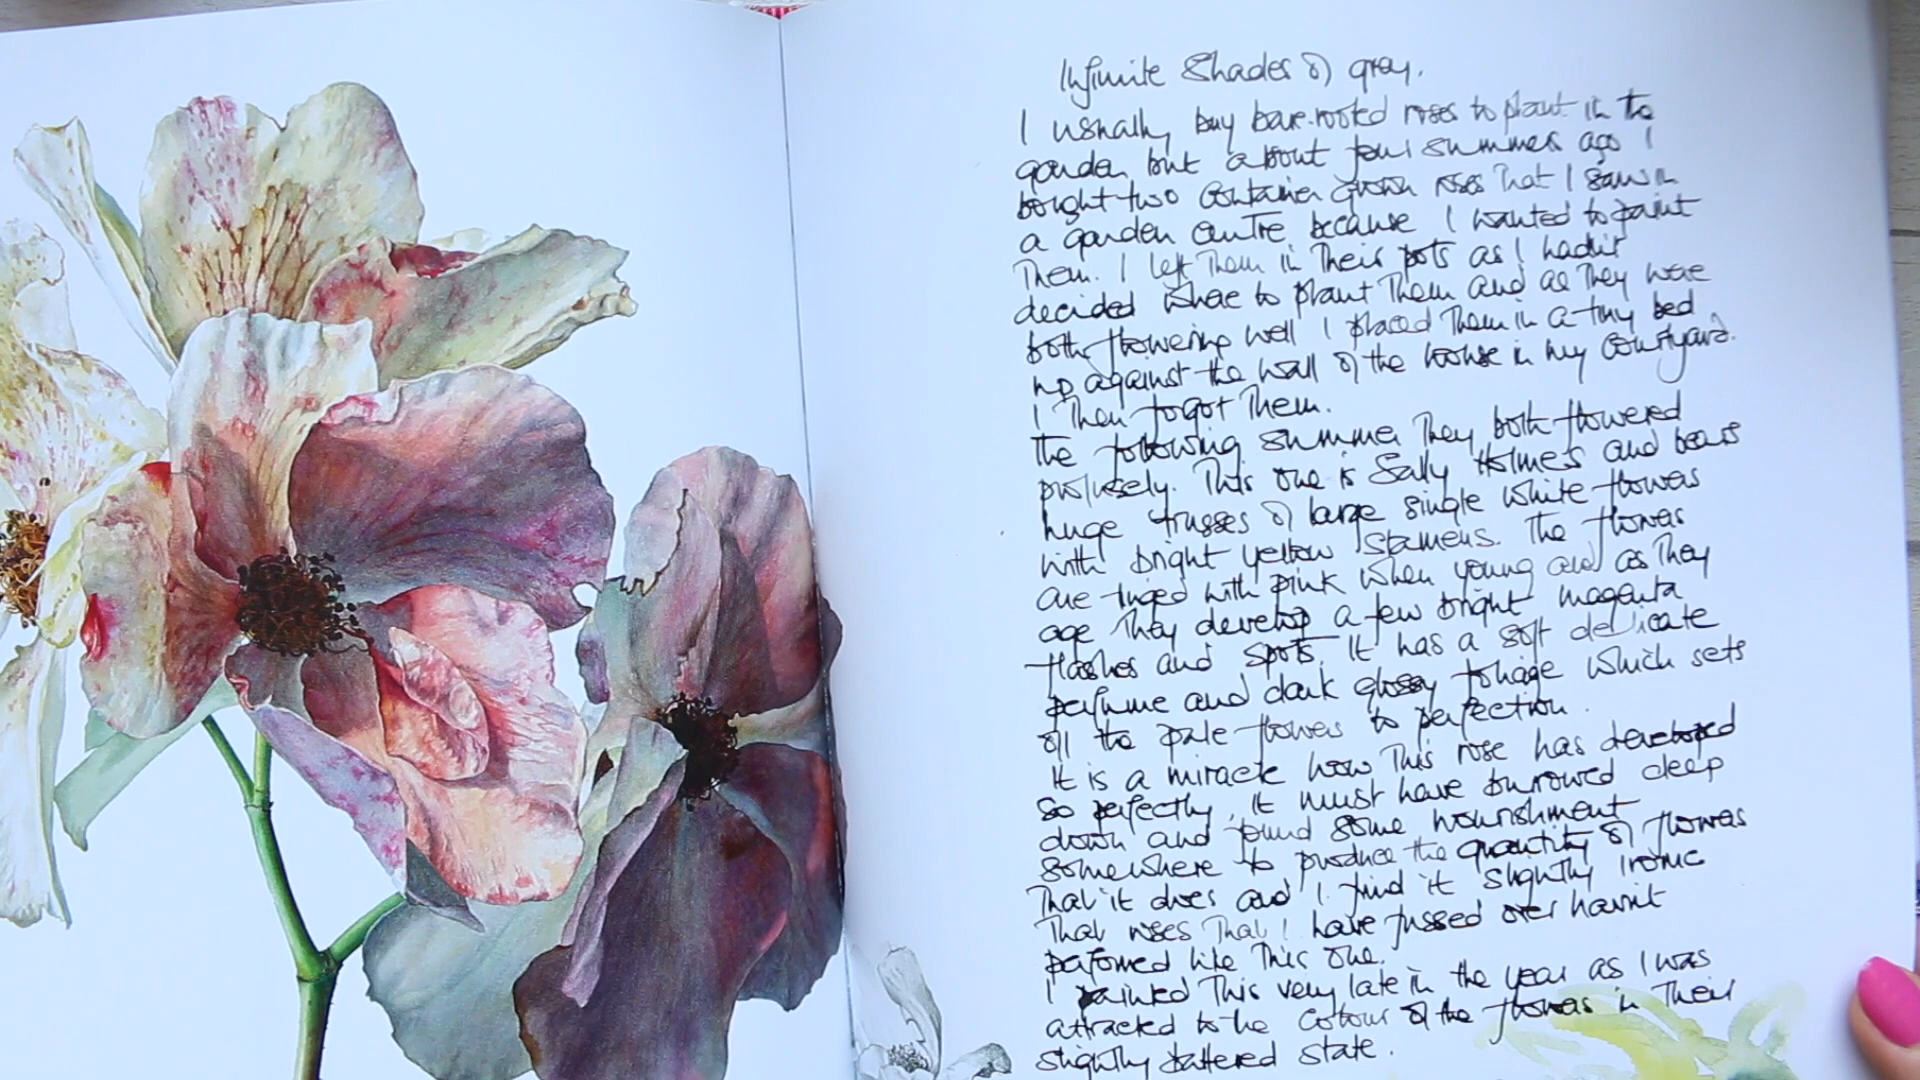 Infinite Shades of grey.
I usually buy bare-rooted roses to plant in the
garden but about four summers ago I
bought two container grown roses that I saw in
a garden centre because I wanted to paint
them. I left them in their pots as I hadn't
decided where to plant them and as they were
both flowering well I placed them in a tiny bed
up against the wall of the house in my courtyard.
I then forgot them.
The following summer they both flowered
profusely. This one is Sally Holmes and bears
huge trusses of large single white flowers
with bright yellow stamens. The flowers
are tinged with pink when young and as they
age they develop a few bright magenta
flashes and spots. It has a soft delicate
perfume and dark glossy foliage which sets
off the pale flowers to perfection.
It is a miracle how this rose has developed
so perfectly, it must have burrowed deep
down and found some nourishment
somewhere to produce the quantity of flowers
that it does and I find it slightly ironic
that roses that I have fussed over havn't
performed like this one.
I painted this very late in the year as I was
attracted to the colour of the flowers in their
slightly battered state.